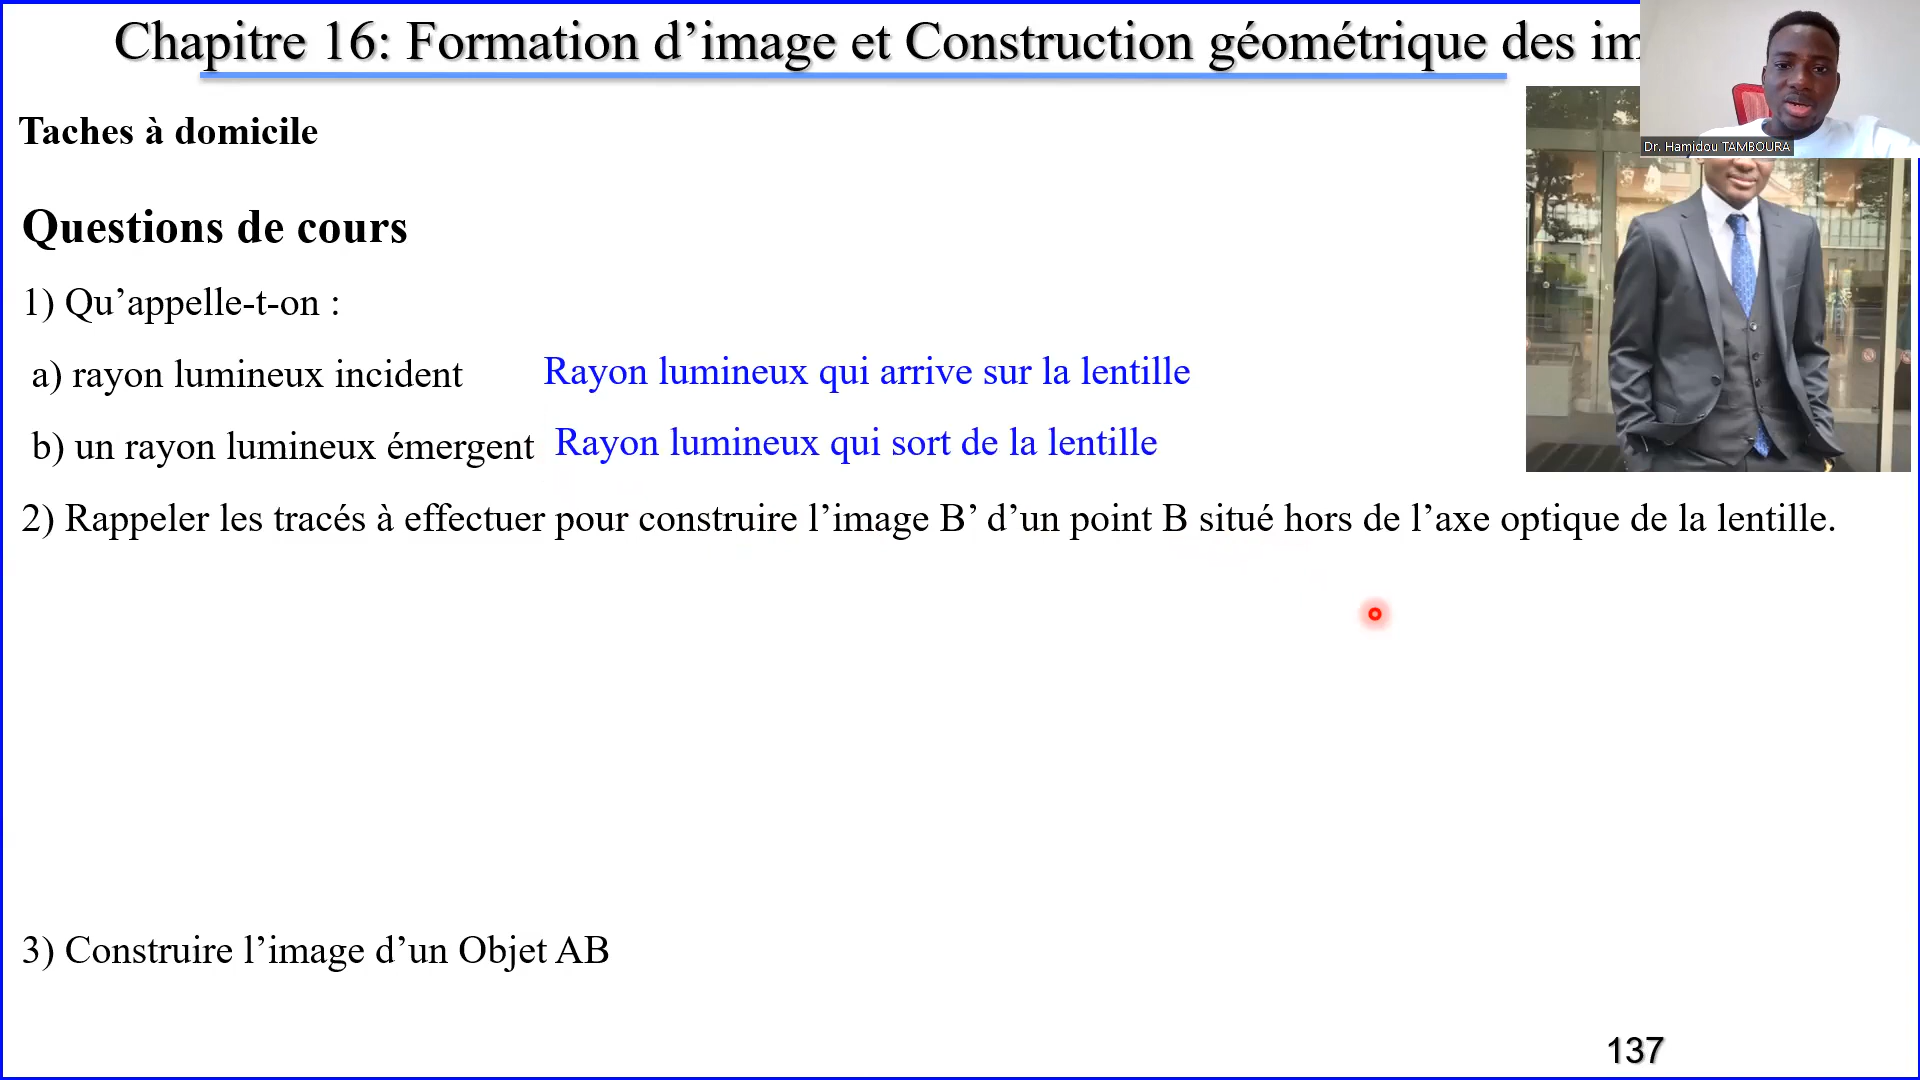 Chapitre 16: Formation d’image et Construction géométrique des im
Dr. Hamidou TAMBOURA
Taches à domicile
Questions de cours
1) Qu’appelle-t-on :
a) rayon lumineux incident Rayon lumineux qui arrive sur la lentille
b) un rayon lumineux émergent Rayon lumineux qui sort de la lentille
2) Rappeler les tracés à effectuer pour construire l’image B’ d’un point B situé hors de l’axe optique de la lentille.
3) Construire l’image d’un Objet AB
137